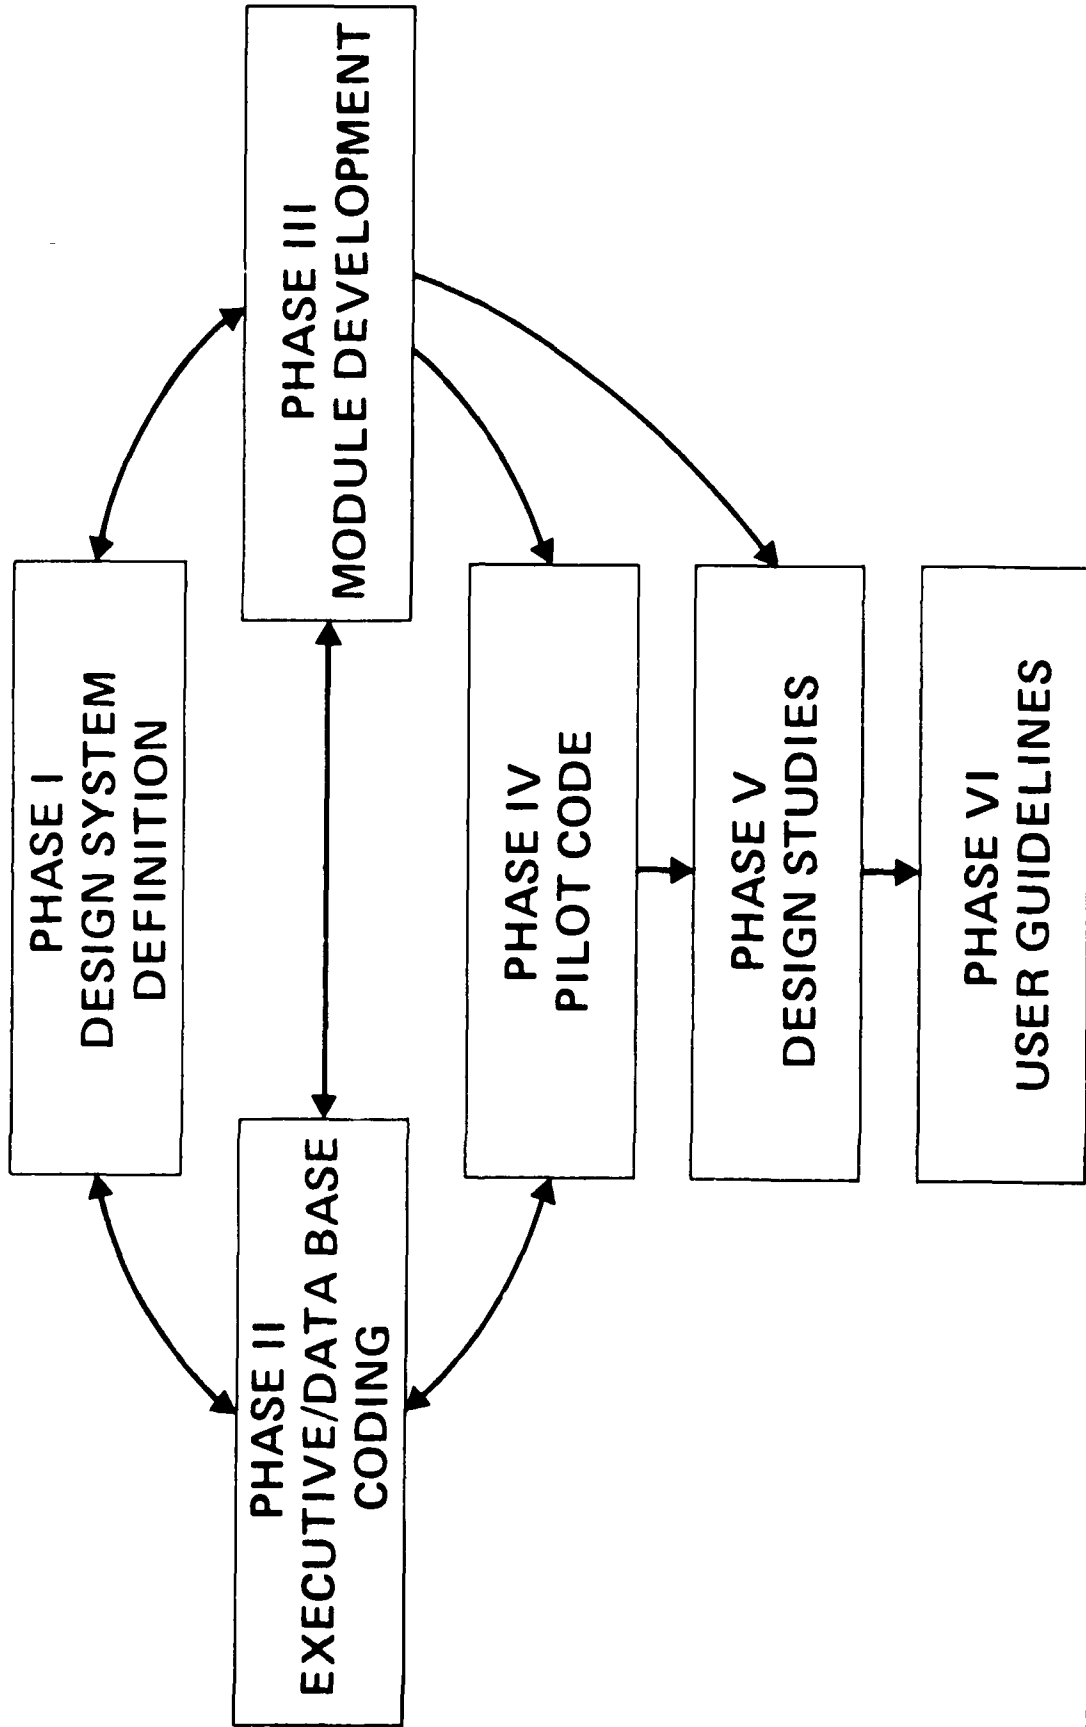 PHASE I
DESIGN SYSTEM
DEFINITION
PHASE II
EXECUTIVE/DATA BASE
CODING
PHASE III
MODULE DEVELOPMENT
PHASE IV
PILOT CODE
PHASE V
DESIGN STUDIES
PHASE VI
USER GUIDELINES